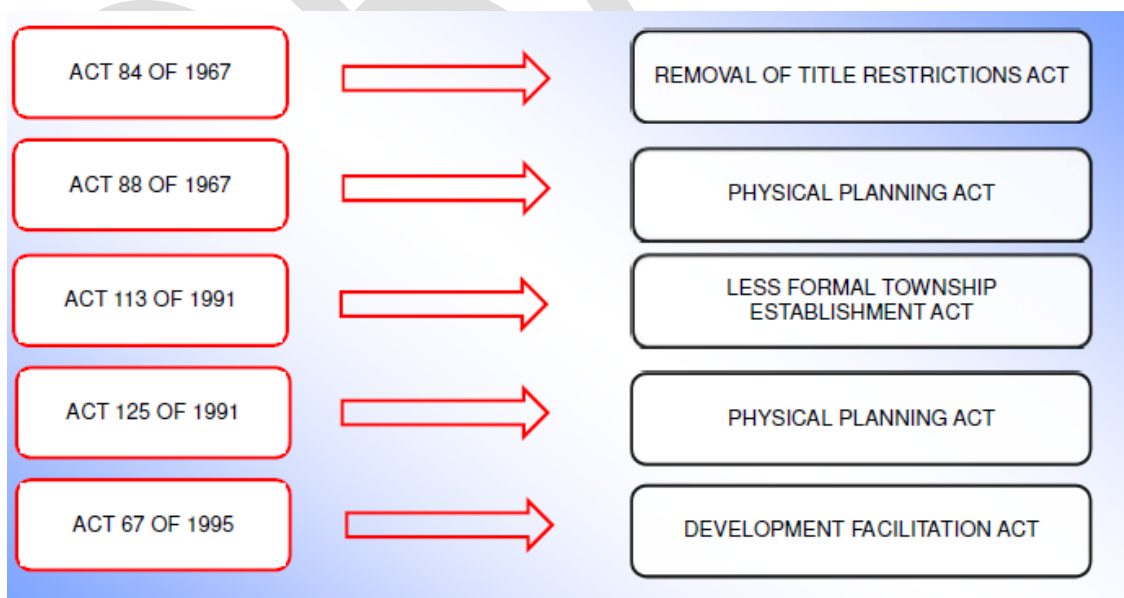 ACT 84 OF 1967
REMOVAL OF TITLE RESTRICTIONS ACT
ACT 88 OF 1967
PHYSICAL PLANNING ACT
ACT 113 OF 1991
LESS FORMAL TOWNSHIP
ESTABLISHMENT ACT
ACT 125 OF 1991
PHYSICAL PLANNING ACT
ACT 67 OF 1995
DEVELOPMENT FACILITATION ACT